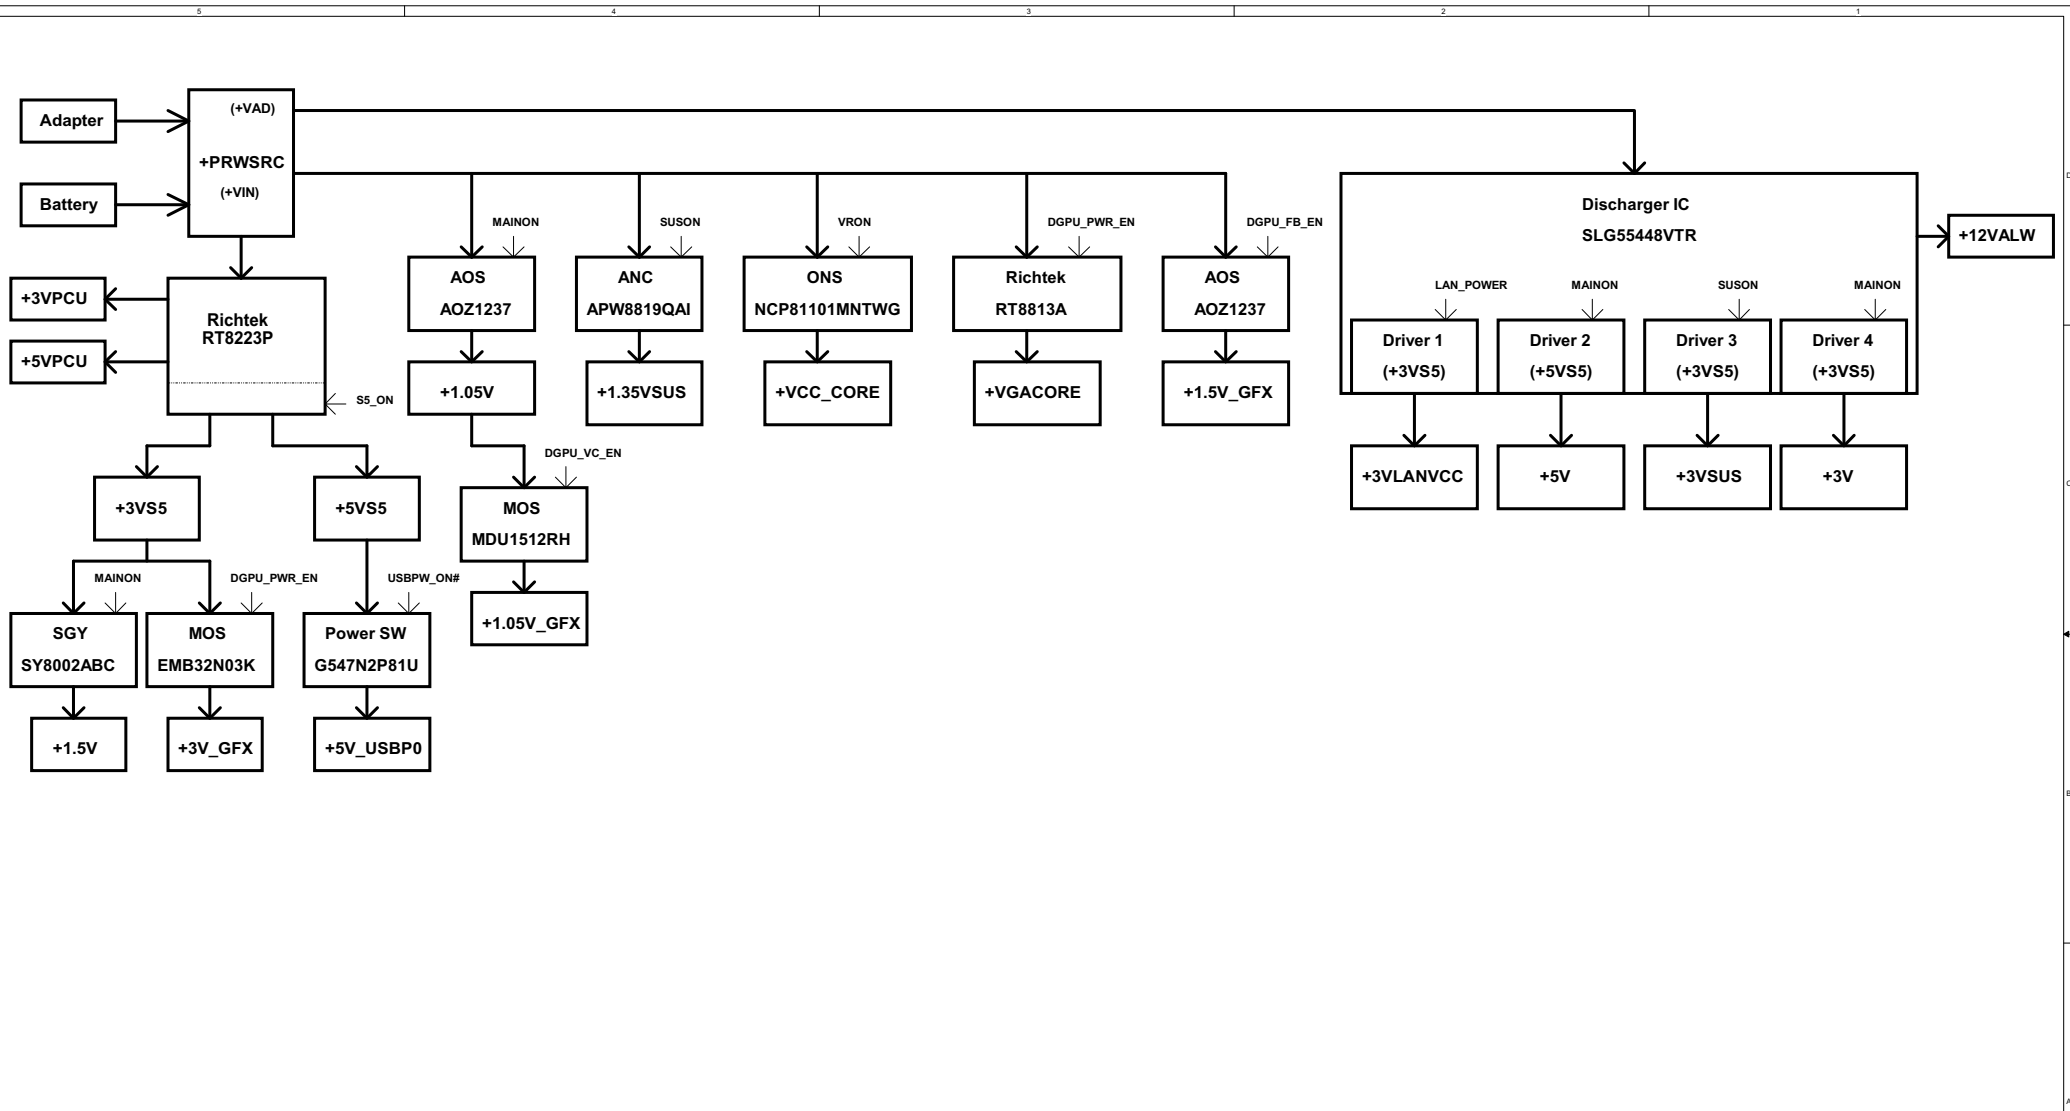 5
4
3
2
1
(+VAD)
Adapter
+PRWSRC
(+VIN)
Battery
+3VPCU
+5VPCU
Richtek
RT8223P
S5_ON
MAINON
AOS
AOZ1237
+1.05V
SUSON
ANC
APW8819QAI
+1.35VSUS
VRON
ONS
NCP81101MNTWG
+VCC_CORE
DGPU_PWR_EN
Richtek
RT8813A
+VGACORE
DGPU_FB_EN
AOS
AOZ1237
+1.5V_GFX
Discharger IC
SLG55448VTR
+12VALW
LAN_POWER
MAINON
SUSON
MAINON
Driver 1
(+3VS5)
Driver 2
(+5VS5)
Driver 3
(+3VS5)
Driver 4
(+3VS5)
+3VLANVCC
+5V
+3VSUS
+3V
DGPU_VC_EN
MOS
MDU1512RH
+1.05V_GFX
+3VS5
+5VS5
MAINON
DGPU_PWR_EN
USBPW_ON#
SGY
SY8002ABC
MOS
EMB32N03K
Power SW
G547N2P81U
+1.5V
+3V_GFX
+5V_USBP0